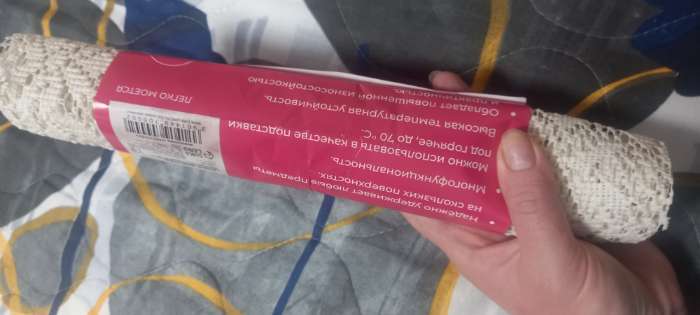 • Надежно удерживает любые предметы
на скользких поверхностях.
• Многофункциональность.
Можно использовать в качестве подставки
под горячее, до 70 °С.
• Высокая температурная устойчивость.
• Обладает повышенной износостойкостью
и практичностью.
ЛЕГКО МОЕТСЯ